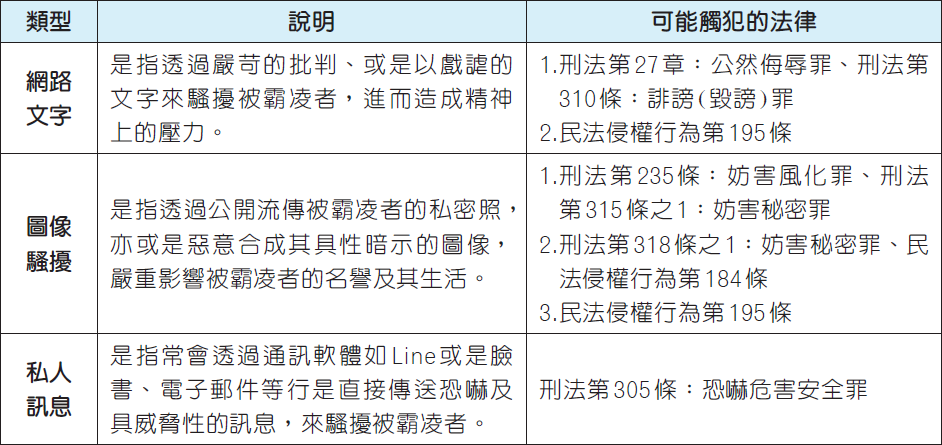 類型
說明
可能觸犯的法律
網路
文字
是指透過嚴苛的批判、或是以戲謔的
文字來騷擾被霸凌者，進而造成精神
上的壓力。
1.刑法第27章：公然侮辱罪、刑法第
310條：誹謗(毀謗)罪
2.民法侵權行為第195條
圖像
騷擾
是指透過公開流傳被霸凌者的私密照，
亦或是惡意合成其具性暗示的圖像，
嚴重影響被霸凌者的名譽及其生活。
1.刑法第235條：妨害風化罪、刑法
第315條之1：妨害秘密罪
2.刑法第318條之1：妨害秘密罪、民
法侵權行為第184條
3.民法侵權行為第195條
私人
訊息
是指常會透過通訊軟體如Line或是臉
書、電子郵件等行是直接傳送恐嚇及
具威脅性的訊息，來騷擾被霸凌者。
刑法第305條：恐嚇危害安全罪